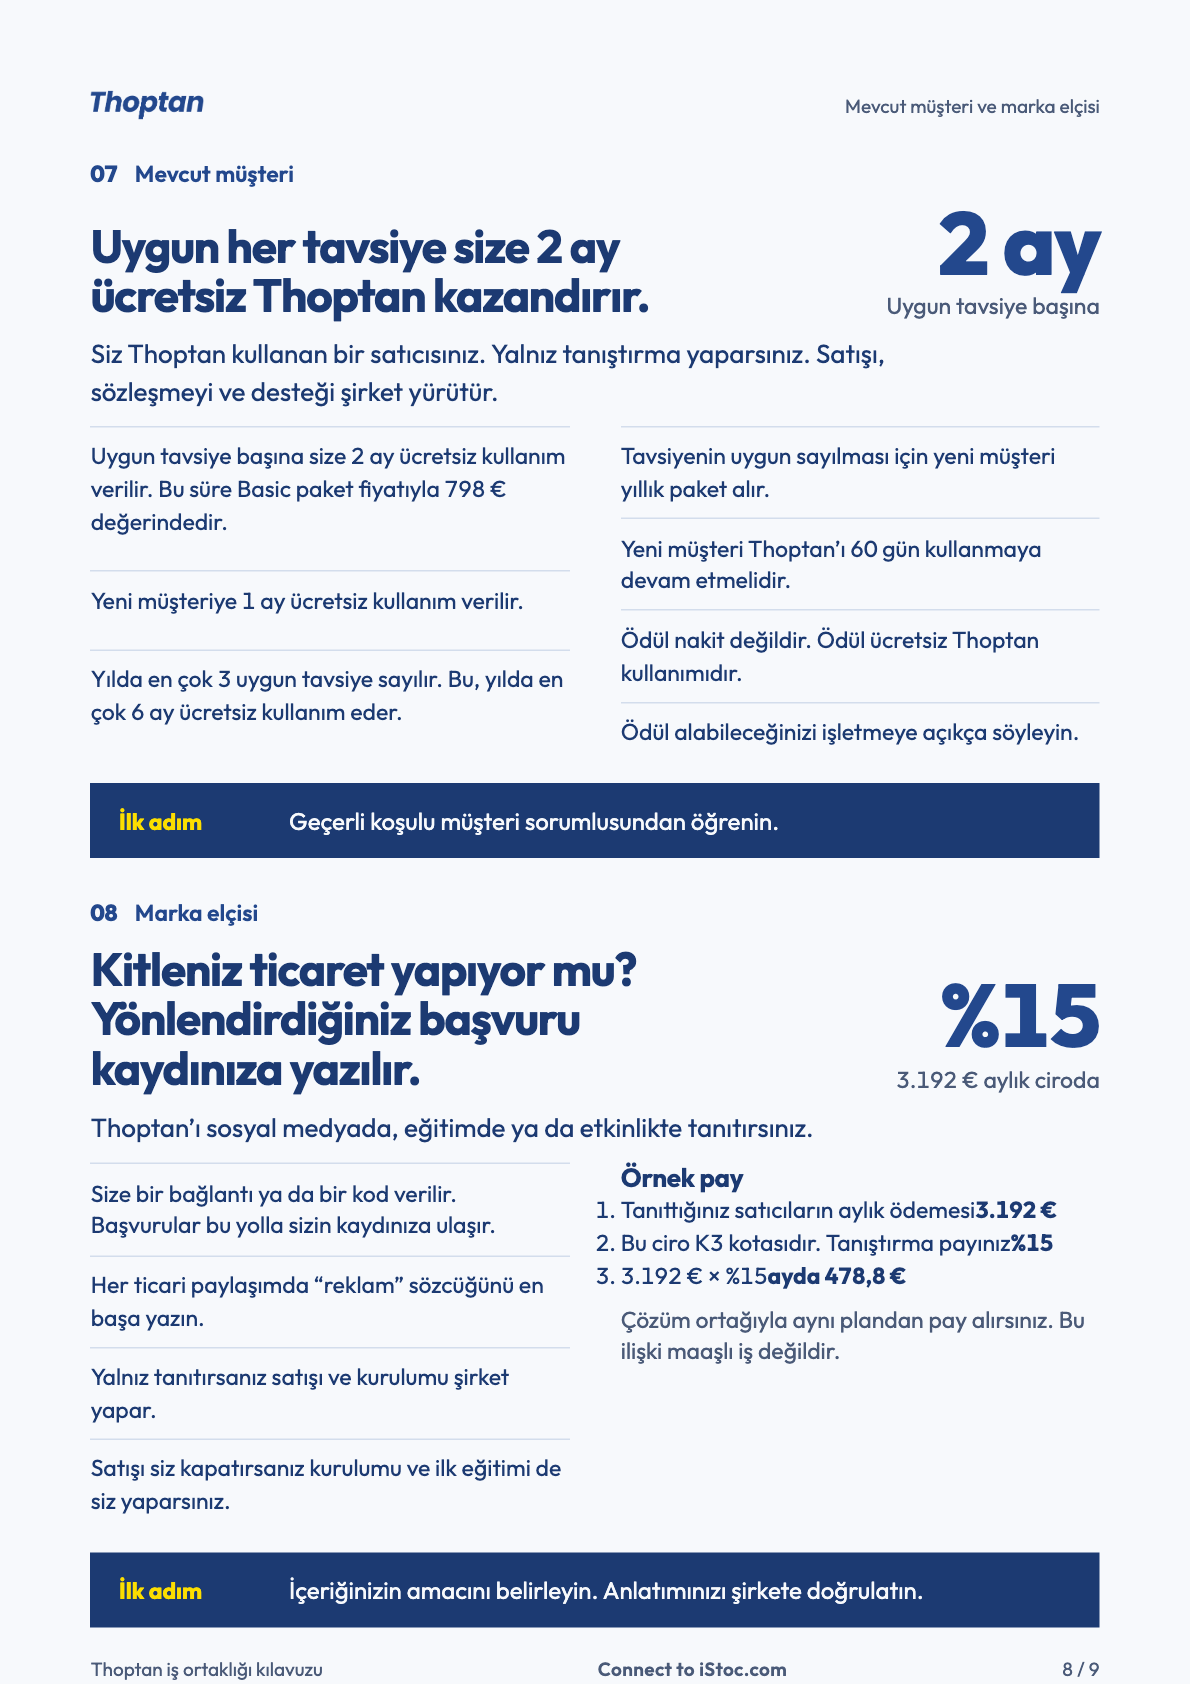 Thoptan
Mevcut müşteri ve marka elçisi
07 Mevcut müşteri
Uygun her tavsiye size 2 ay
ücretsiz Thoptan kazandırır.
2 ay
Uygun tavsiye başına
Siz Thoptan kullanan bir satıcısınız. Yalnız tanıştırma yaparsınız. Satışı,
sözleşmeyi ve desteği şirket yürütür.
Uygun tavsiye başına size 2 ay ücretsiz kullanım
verilir. Bu süre Basic paket fiyatıyla 798 €
değerindedir.
Yeni müşteriye 1 ay ücretsiz kullanım verilir.
Yılda en çok 3 uygun tavsiye sayılır. Bu, yılda en
çok 6 ay ücretsiz kullanım eder.
Tavsiyenin uygun sayılması için yeni müşteri
yıllık paket alır.
Yeni müşteri Thoptan’ı 60 gün kullanmaya
devam etmelidir.
Ödül nakit değildir. Ödül ücretsiz Thoptan
kullanımıdır.
Ödül alabileceğinizi işletmeye açıkça söyleyin.
İlk adım Geçerli koşulu müşteri sorumlusundan öğrenin.
08 Marka elçisi
Kitleniz ticaret yapıyor mu?
Yönlendirdiğiniz başvuru
kaydınıza yazılır.
%15
3.192 € aylık ciroda
Thoptan’ı sosyal medyada, eğitimde ya da etkinlikte tanıtırsınız.
Size bir bağlantı ya da bir kod verilir.
Başvurular bu yolla sizin kaydınıza ulaşır.
Her ticari paylaşımda “reklam” sözcüğünü en
başa yazın.
Yalnız tanıtırsanız satışı ve kurulumu şirket
yapar.
Satışı siz kapatırsanız kurulumu ve ilk eğitimi de
siz yaparsınız.
Örnek pay
1. Tanıttığınız satıcıların aylık ödemesi3.192 €
2. Bu ciro K3 kotasıdır. Tanıştırma payınız%15
3. 3.192 € × %15ayda 478,8 €
Çözüm ortağıyla aynı plandan pay alırsınız. Bu
ilişki maaşlı iş değildir.
İlk adım İçeriğinizin amacını belirleyin. Anlatımınızı şirkete doğrulatın.
Thoptan iş ortaklığı kılavuzu
Connect to iStoc.com
8 / 9